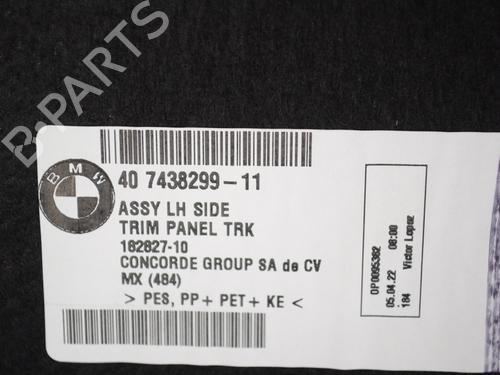 B-PARTS
BMW
40 7438299-11
ASSY LH SIDE
TRIM PANEL TRK
182827-10
CONCORDE GROUP SA de CV
MX (484)
> PES, PP+ PET+ KE <
OP0095382
05.04.22 08:00
184 Victor Lopez